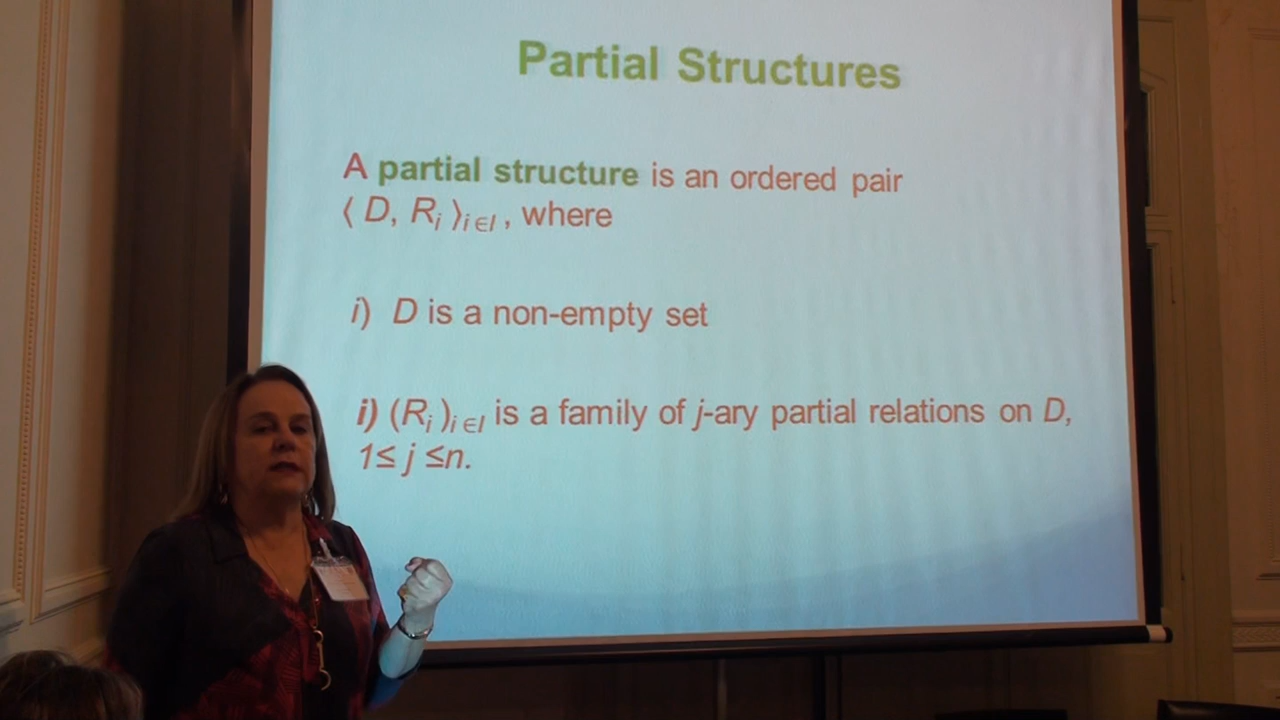 Partial Structures
A partial structure is an ordered pair
⟨ D, Rᵢ ⟩ᵢ∈I , where
i) D is a non-empty set
i) (Rᵢ )ᵢ∈I is a family of j-ary partial relations on D,
1≤ j ≤n.